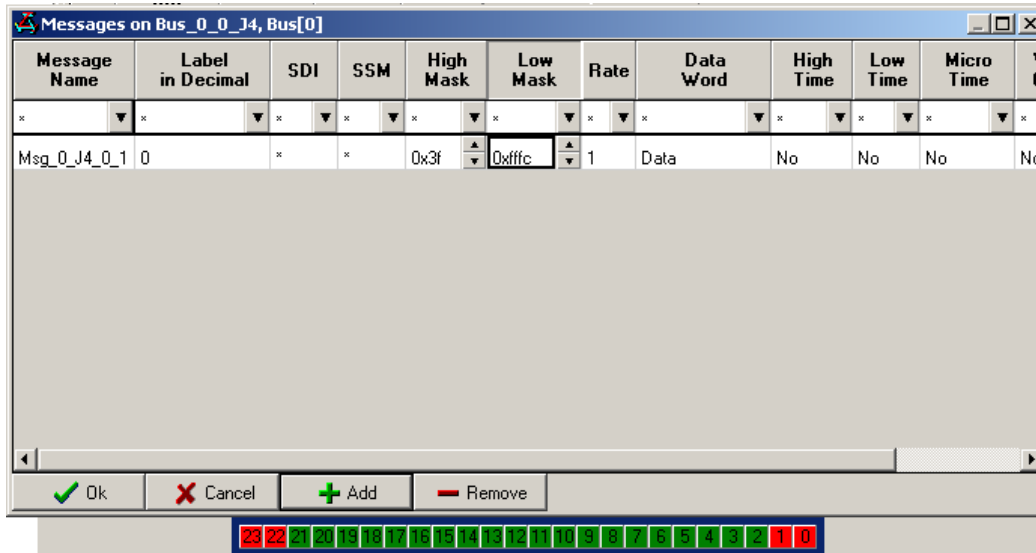 Messages on Bus_0_0_J4, Bus[0]
Message Name Label in Decimal SDI SSM High Mask Low Mask Rate Data Word High Time Low Time Micro Time
* * * * * * * * * * * *
Msg_0_J4_0_1 0 * * 0x3f 0xfffc 1 Data No No No
Ok Cancel Add Remove
23 22 21 20 19 18 17 16 15 14 13 12 11 10 9 8 7 6 5 4 3 2 1 0